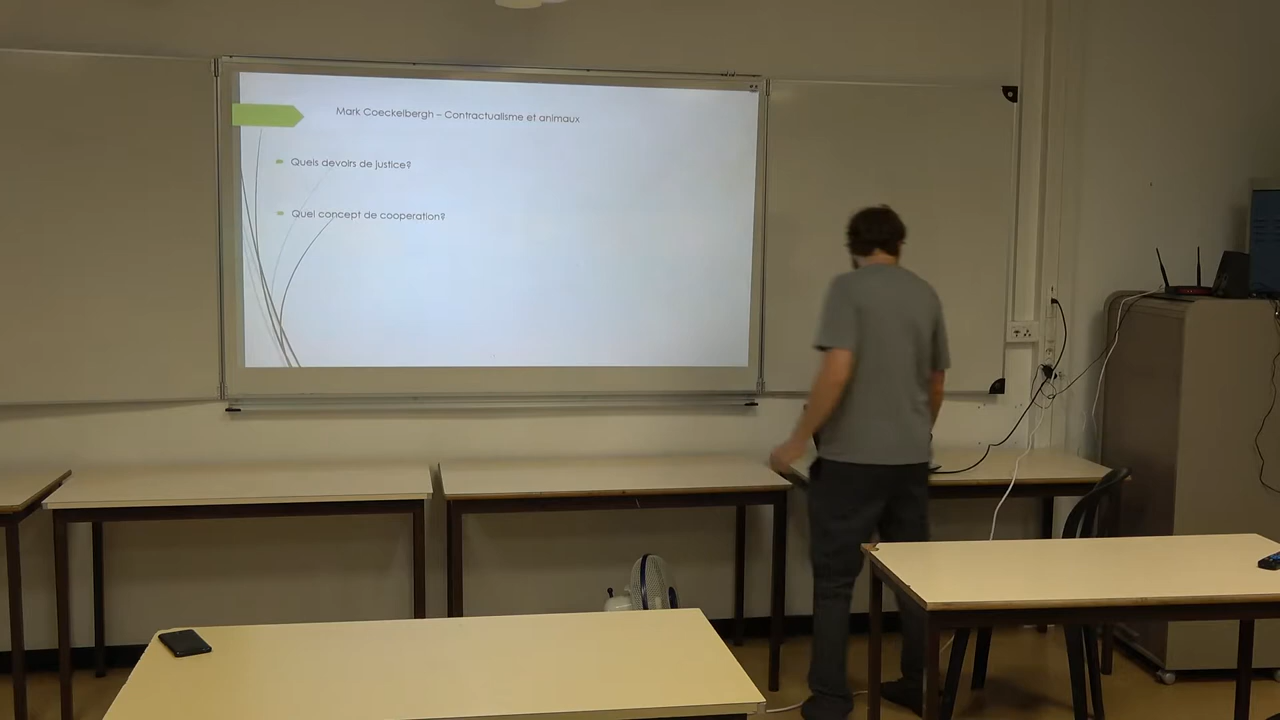 Mark Coeckelbergh – Contractualisme et animaux
Quels devoirs de justice?
Quel concept de cooperation?